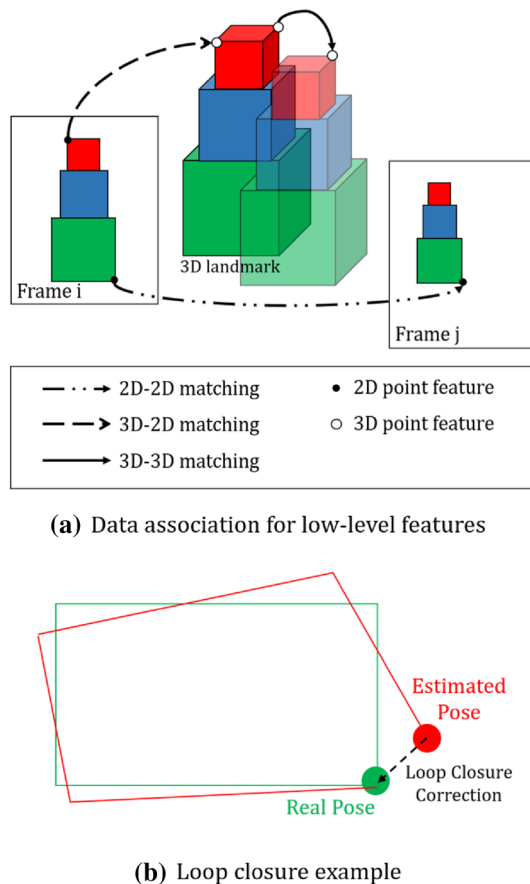 3D landmark
Frame i
Frame j
2D-2D matching
2D point feature
3D-2D matching
3D point feature
3D-3D matching
(a) Data association for low-level features
Estimated
Pose
Loop Closure
Correction
Real Pose
(b) Loop closure example